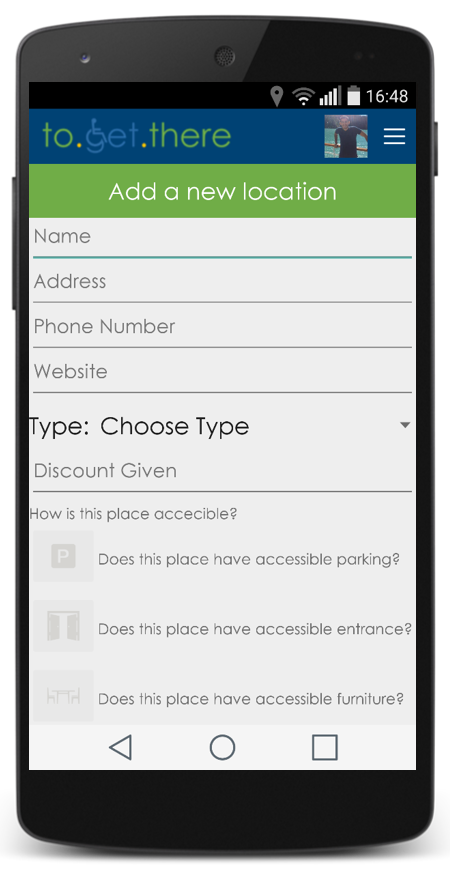 16:48
to.get.there
Add a new location
Name
Address
Phone Number
Website
Type: Choose Type
Discount Given
How is this place accecible?
P
Does this place have accessible parking?
Does this place have accessible entrance?
Does this place have accessible furniture?